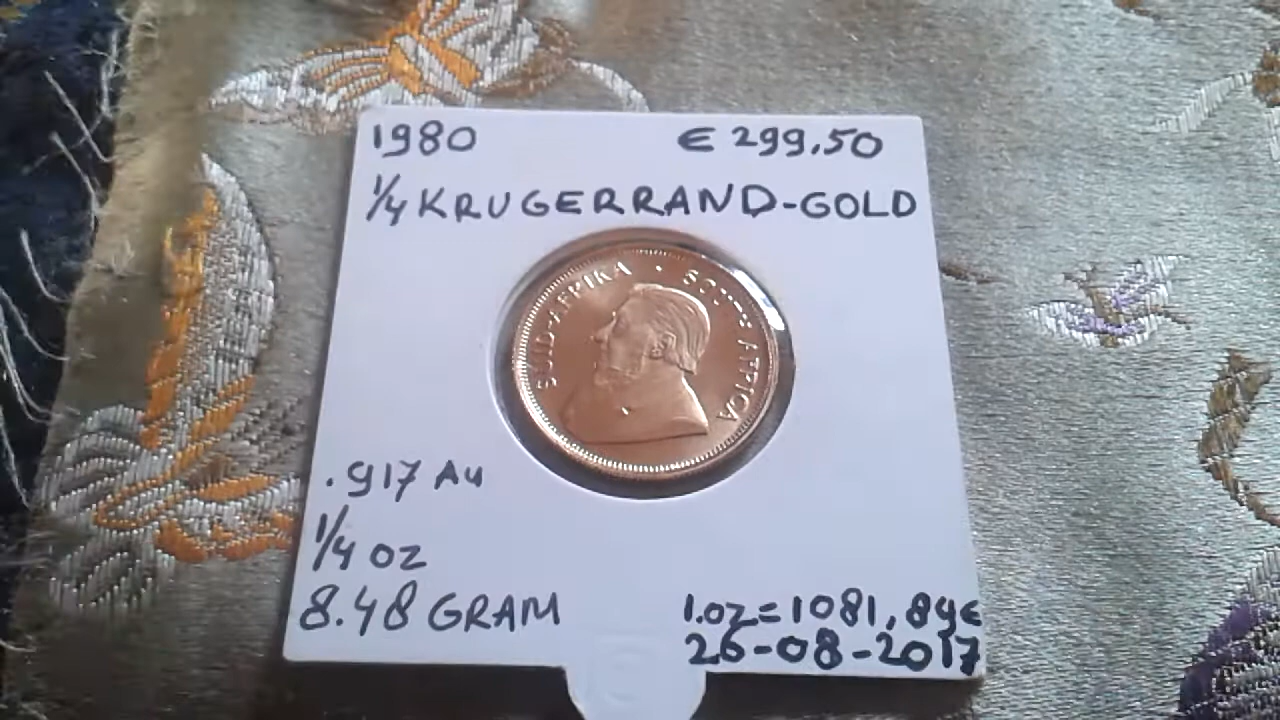 1980 € 299.50
1/4 KRUGERRAND-GOLD
SUID-AFRIKA · SOUTH AFRICA
.917 Au
1/4 oz
8.48 GRAM
1.oz=1081,84€
26-08-2017